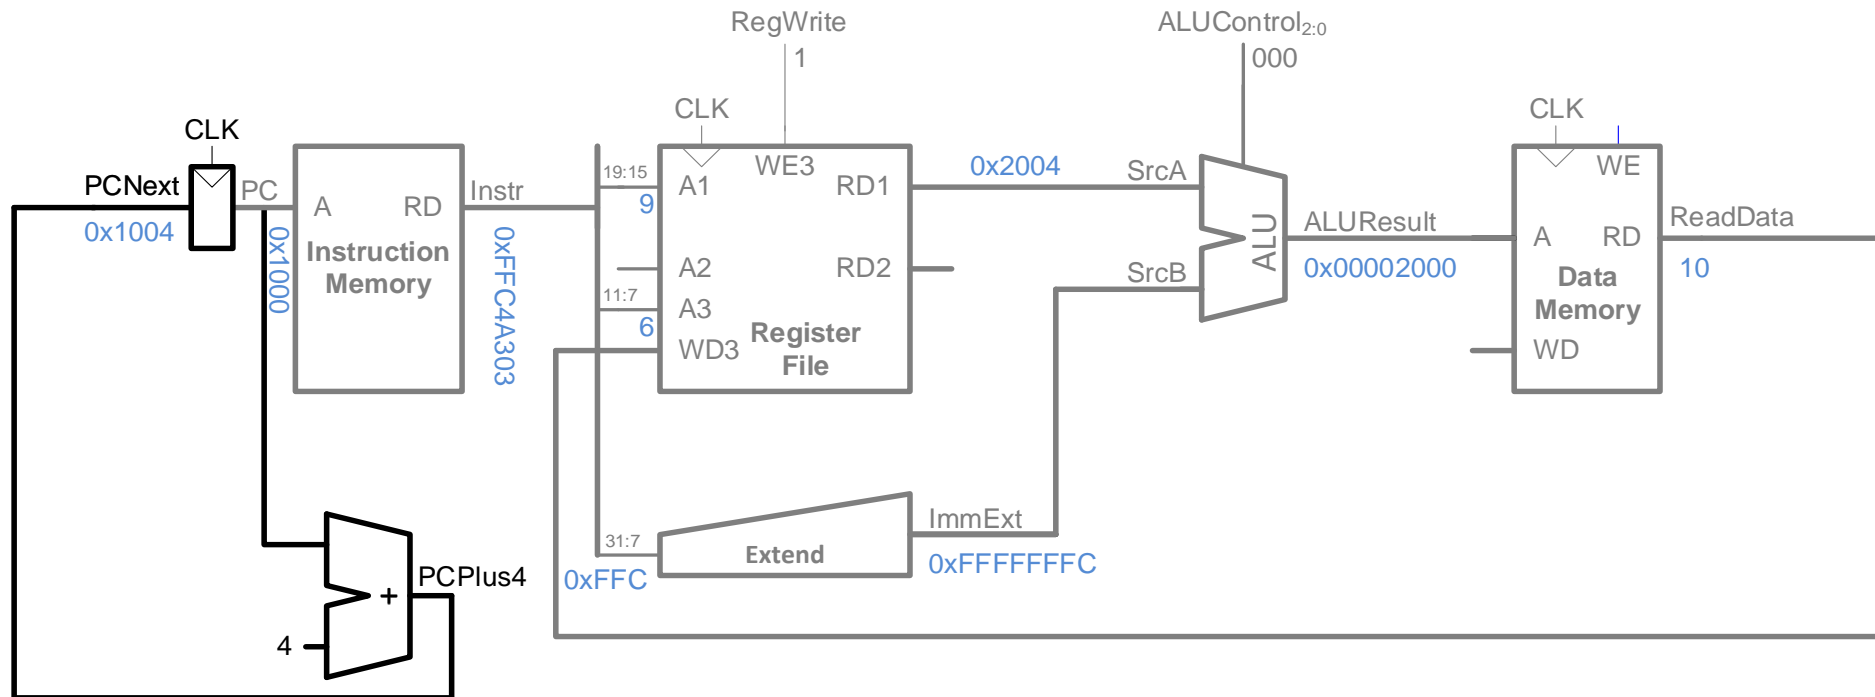 RegWrite
1
ALUControl2:0
000
CLK
PCNext
0x1004
PC
0x1000
A
RD
Instruction
Memory
Instr
0xFFC4A303
19:15
9
11:7
6
31:7
0xFFC
CLK
WE3
A1
RD1
A2
RD2
A3
WD3
Register
File
0x2004
SrcA
SrcB
ALU
ALUResult
0x00002000
CLK
WE
A
RD
Data
Memory
WD
ReadData
10
Extend
ImmExt
0xFFFFFFFC
PCPlus4
+
4